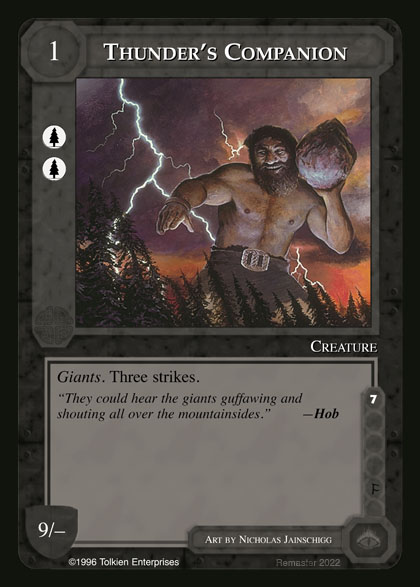 1
THUNDER'S COMPANION
CREATURE
Giants. Three strikes.
“They could hear the giants guffawing and
shouting all over the mountainsides.” —Hob
7
F
9/–
ART BY NICHOLAS JAINSCHIGG
©1996 Tolkien Enterprises
Remaster 2022